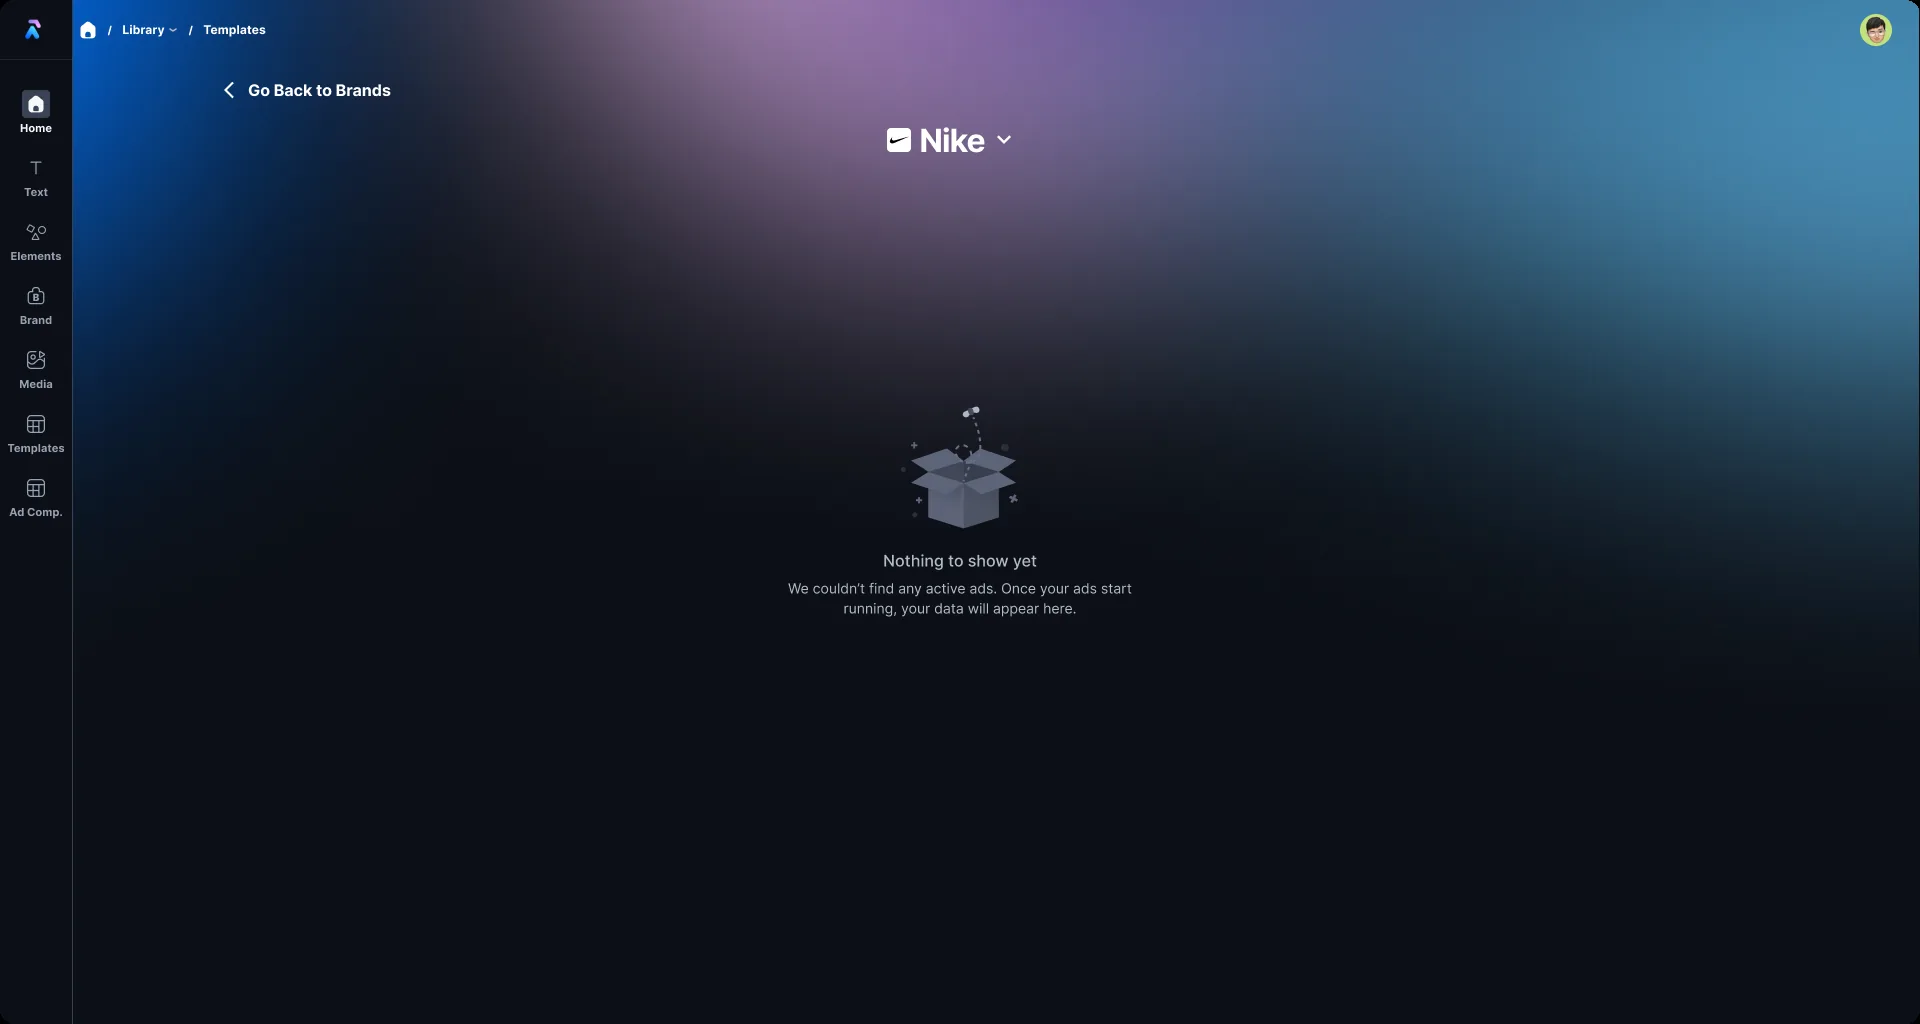 / Library / Templates
Go Back to Brands
Nike
Home
Text
Elements
Brand
Media
Templates
Ad Comp.
Nothing to show yet
We couldn’t find any active ads. Once your ads start
running, your data will appear here.